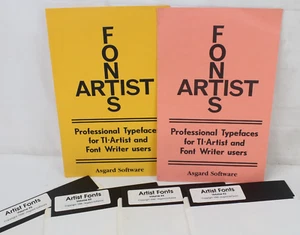 FONTS
ARTIST
Professional Typefaces
for TI-Artist and
Font Writer users
Asgard Software
FONTS
ARTIST
Professional Typefaces
for TI-Artist and
Font Writer users
Asgard Software
Artist Fonts
Artist Fonts
Artist Fonts
Artist Fonts